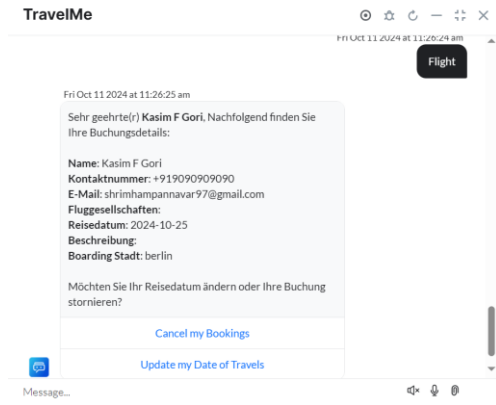 TravelMe
Fri Oct 11 2024 at 11:26:24 am
Flight
Fri Oct 11 2024 at 11:26:25 am
Sehr geehrte(r) Kasim F Gori, Nachfolgend finden Sie
Ihre Buchungsdetails:
Name: Kasim F Gori
Kontaktnummer: +919090909090
E-Mail: shrimhampannavar97@gmail.com
Fluggesellschaften:
Reisedatum: 2024-10-25
Beschreibung:
Boarding Stadt: berlin
Möchten Sie Ihr Reisedatum ändern oder Ihre Buchung
stornieren?
Cancel my Bookings
Update my Date of Travels
Message...